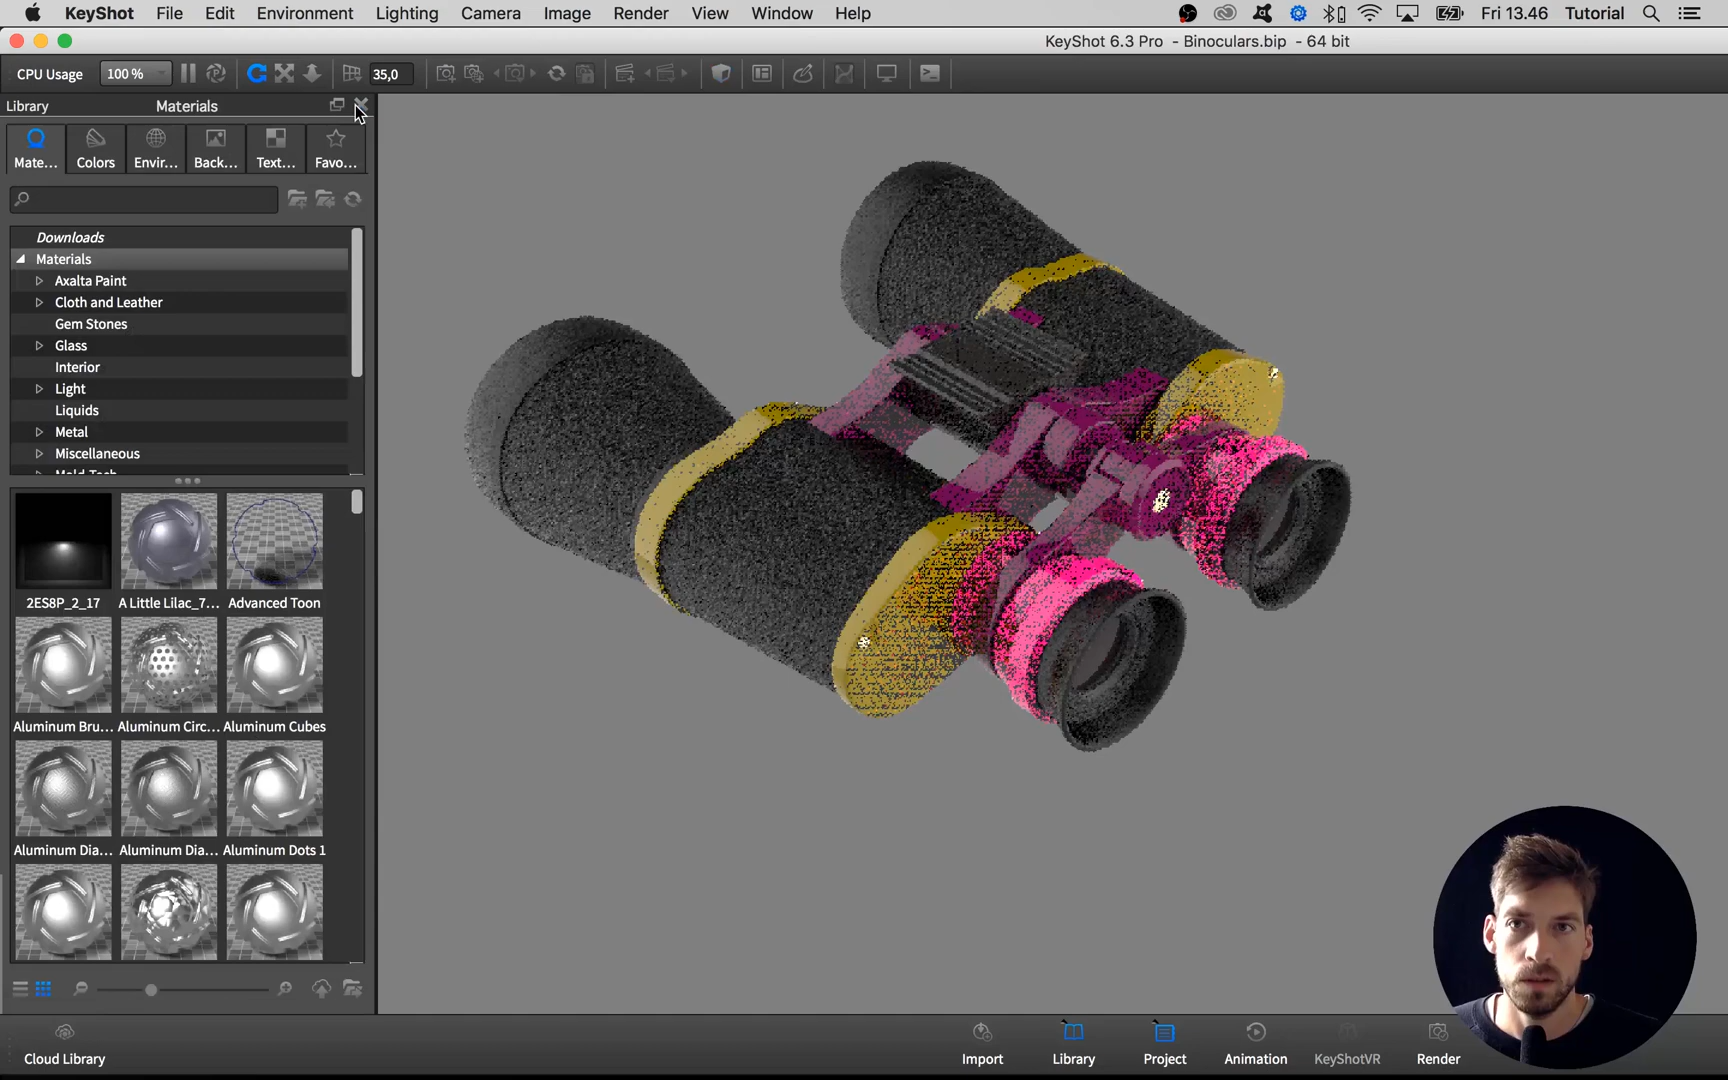 KeyShot File Edit Environment Lighting Camera Image Render View Window Help Fri 13.46 Tutorial
KeyShot 6.3 Pro - Binoculars.bip - 64 bit
CPU Usage 100 % 35,0
Library Materials
Mate... Colors Envir... Back... Text... Favo...
Downloads
Materials
Axalta Paint
Cloth and Leather
Gem Stones
Glass
Interior
Light
Liquids
Metal
Miscellaneous
Mold-Tech
2ES8P_2_17 A Little Lilac_7... Advanced Toon
Aluminum Bru... Aluminum Circ... Aluminum Cubes
Aluminum Dia... Aluminum Dia... Aluminum Dots 1
Cloud Library Import Library Project Animation KeyShotVR Render